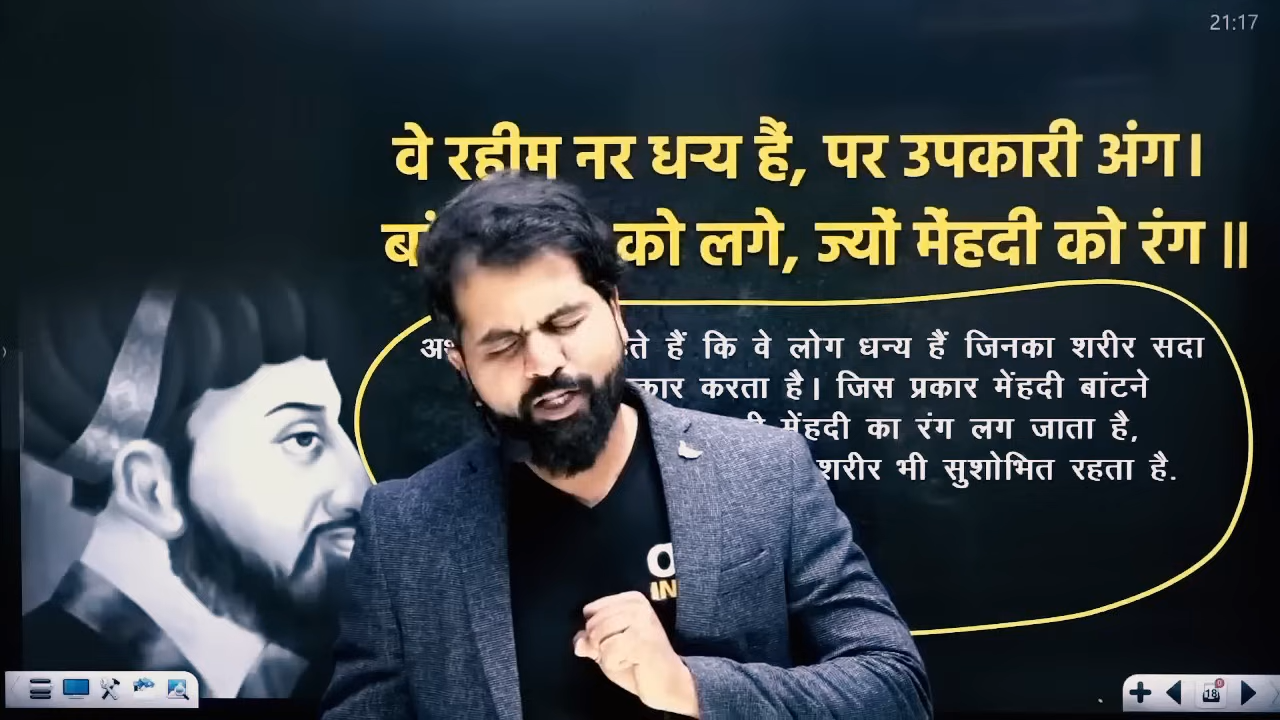 21:17
वे रहीम नर धन्य हैं, पर उपकारी अंग।
को लगे, ज्यों मेंहदी को रंग ॥
हैं कि वे लोग धन्य हैं जिनका शरीर सदा
करता है। जिस प्रकार मेंहदी बांटने
मेंहदी का रंग लग जाता है,
शरीर भी सुशोभित रहता है.
18